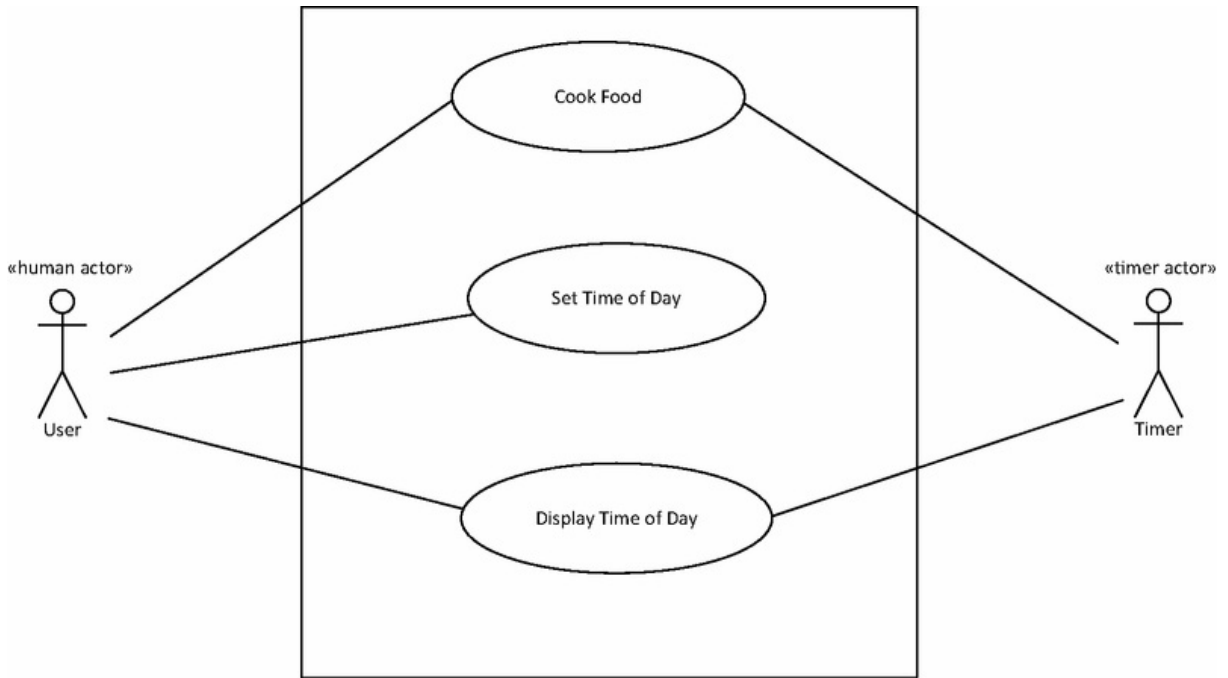 Cook Food
«human actor»
«timer actor»
Set Time of Day
User
Timer
Display Time of Day